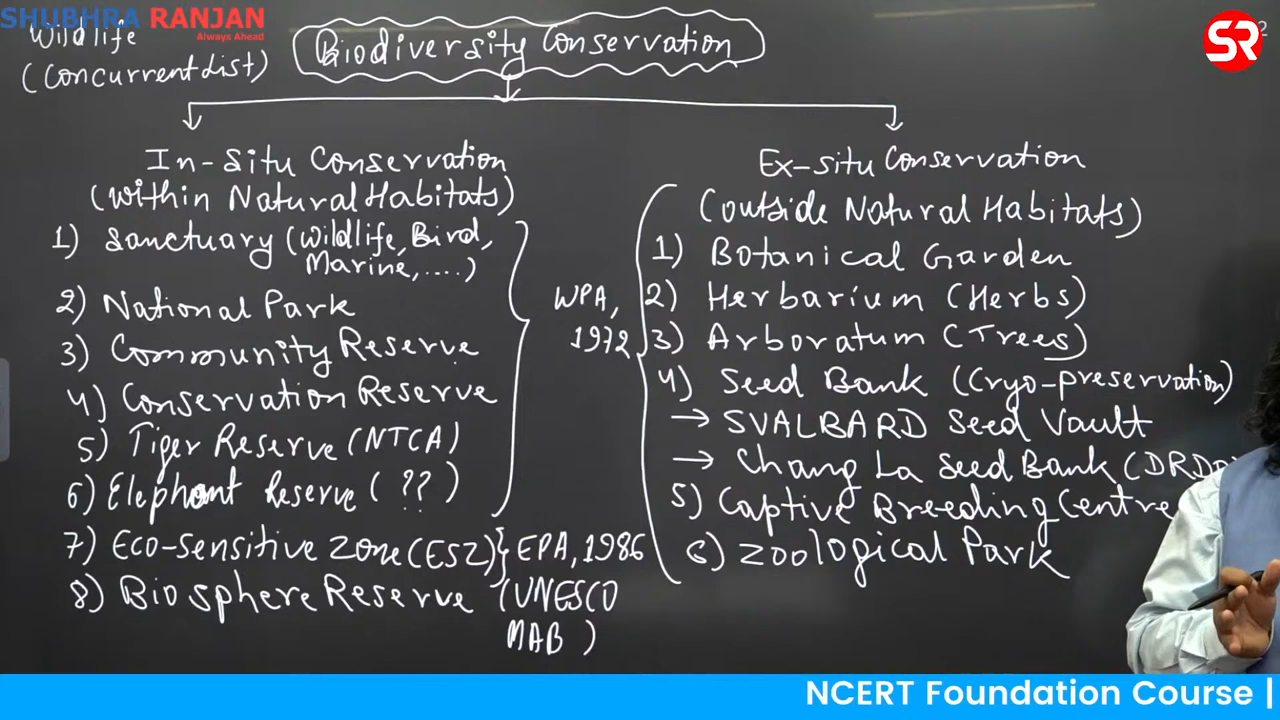 SHUBHRA RANJAN
Always Ahead
SR
2
Wildlife
(Concurrent List)
Biodiversity Conservation
In-Situ Conservation
(within Natural Habitats)
1) Sanctuary (Wildlife, Bird,
Marine, ....)
2) National Park
3) Community Reserve
4) Conservation Reserve
5) Tiger Reserve (NTCA)
6) Elephant Reserve (??)
WPA,
1972
7) Eco-Sensitive Zone (ESZ)} EPA, 1986
8) Biosphere Reserve (UNESCO
MAB)
Ex-situ Conservation
(outside Natural Habitats)
1) Botanical Garden
2) Herbarium (Herbs)
3) Arboratum (Trees)
4) Seed Bank (Cryo-preservation)
→ SVALBARD Seed Vault
→ Chang La Seed Bank (DRDO)
5) Captive Breeding Centre
6) Zoological Park
NCERT Foundation Course |